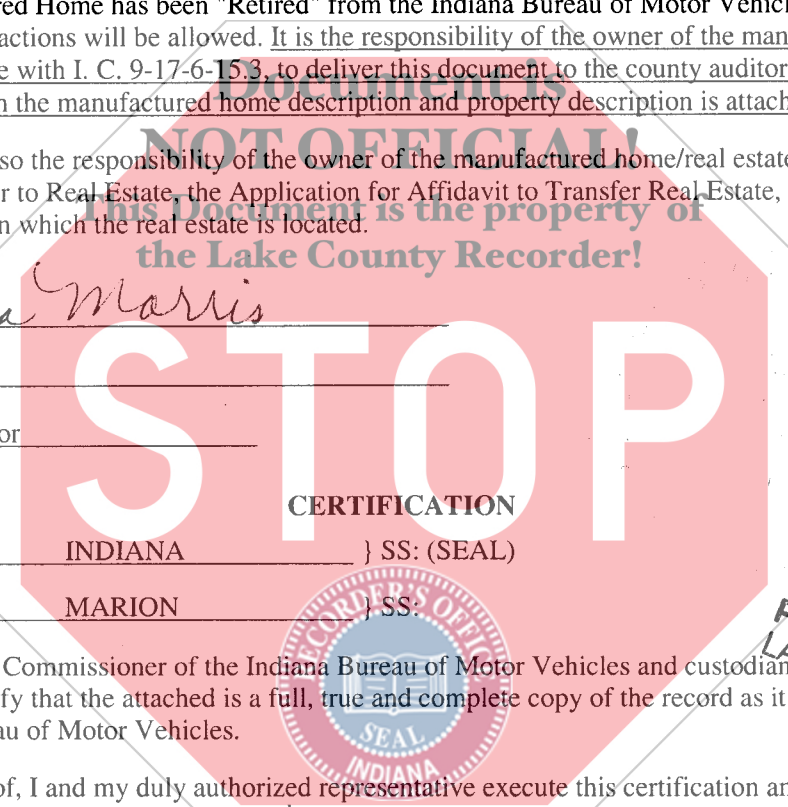 red Home has been "Retired" from the Indiana Bureau of Motor Vehicl
actions will be allowed. It is the responsibility of the owner of the man
e with I. C. 9-17-6-15.3, to deliver this document to the county auditor
n the manufactured home description and property description is attach
Document is
NOT OFFICIAL!
so the responsibility of the owner of the manufactured home/real estate
r to Real Estate, the Application for Affidavit to Transfer Real Estate,
This Document is the property of
n which the real estate is located.
the Lake County Recorder!
a Morris
STOP
or
CERTIFICATION
INDIANA } SS: (SEAL)
MARION } SS:
RECORDER'S OFFICE
SEAL
INDIANA
LA
Commissioner of the Indiana Bureau of Motor Vehicles and custodian
fy that the attached is a full, true and complete copy of the record as it
au of Motor Vehicles.
of, I and my duly authorized representative execute this certification an